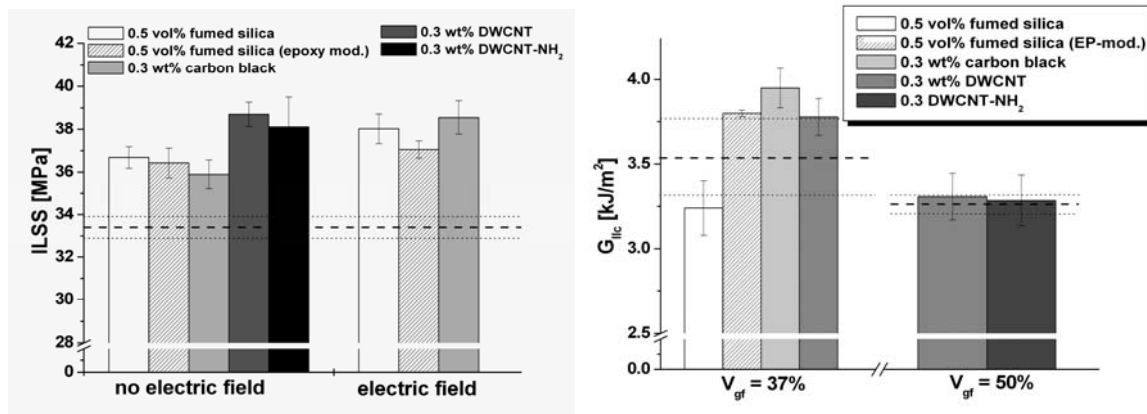 0.5 vol% fumed silica
0.5 vol% fumed silica (epoxy mod.)
0.3 wt% carbon black
0.3 wt% DWCNT
0.3 wt% DWCNT-NH₂
ILSS [MPa]
42
40
38
36
34
32
30
28
0
no electric field
electric field
0.5 vol% fumed silica
0.5 vol% fumed silica (EP-mod.)
0.3 wt% carbon black
0.3 wt% DWCNT
0.3 DWCNT-NH₂
G_IIc [kJ/m²]
4.0
3.5
3.0
2.5
0.0
V_gf = 37%
V_gf = 50%